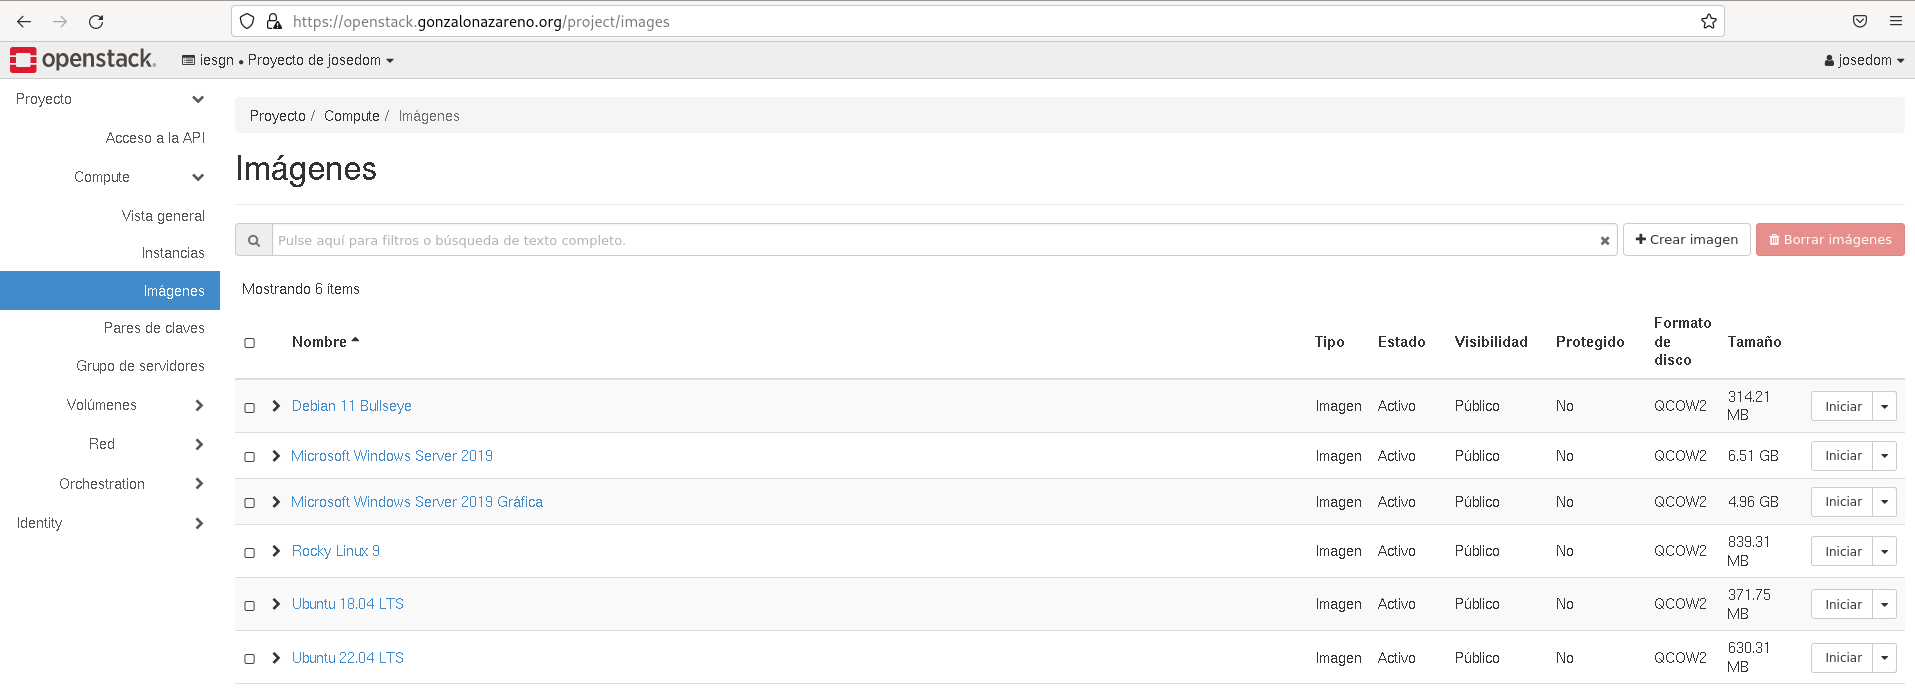 https://openstack.gonzalonazareno.org/project/images
openstack. iesgn • Proyecto de josedom josedom
Proyecto
Acceso a la API
Compute
Vista general
Instancias
Imágenes
Pares de claves
Grupo de servidores
Volúmenes
Red
Orchestration
Identity
Proyecto / Compute / Imágenes
Imágenes
Pulse aquí para filtros o búsqueda de texto completo. Crear imagen Borrar imágenes
Mostrando 6 ítems
Nombre Tipo Estado Visibilidad Protegido Formato de disco Tamaño
Debian 11 Bullseye Imagen Activo Público No QCOW2 314.21 MB Iniciar
Microsoft Windows Server 2019 Imagen Activo Público No QCOW2 6.51 GB Iniciar
Microsoft Windows Server 2019 Gráfica Imagen Activo Público No QCOW2 4.96 GB Iniciar
Rocky Linux 9 Imagen Activo Público No QCOW2 839.31 MB Iniciar
Ubuntu 18.04 LTS Imagen Activo Público No QCOW2 371.75 MB Iniciar
Ubuntu 22.04 LTS Imagen Activo Público No QCOW2 630.31 MB Iniciar